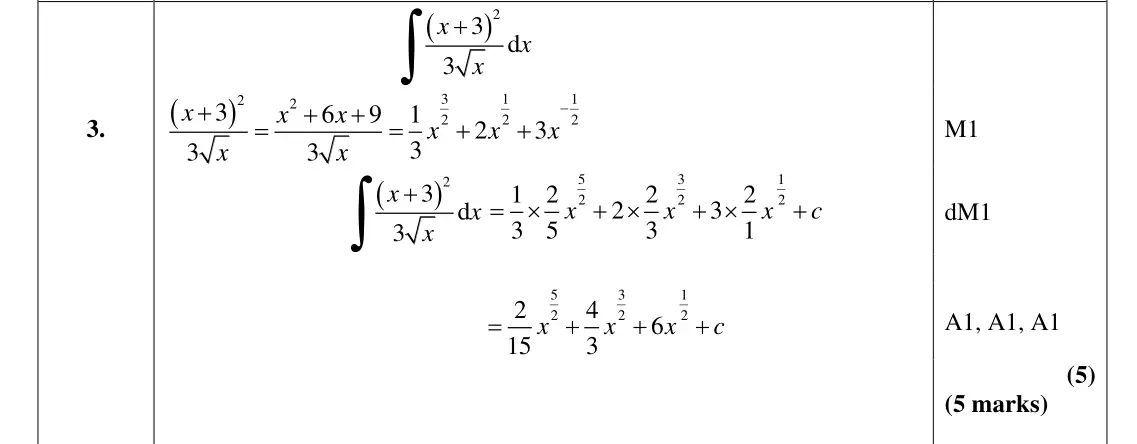 ∫ (x+3)²/(3√x) dx
3.
(x+3)²/(3√x) = (x²+6x+9)/(3√x) = 1/3 x^(3/2) + 2x^(1/2) + 3x^(-1/2) M1
∫ (x+3)²/(3√x) dx = 1/3 × 2/5 x^(5/2) + 2 × 2/3 x^(3/2) + 3 × 2/1 x^(1/2) + c dM1
= 2/15 x^(5/2) + 4/3 x^(3/2) + 6x^(1/2) + c A1, A1, A1
(5)
(5 marks)